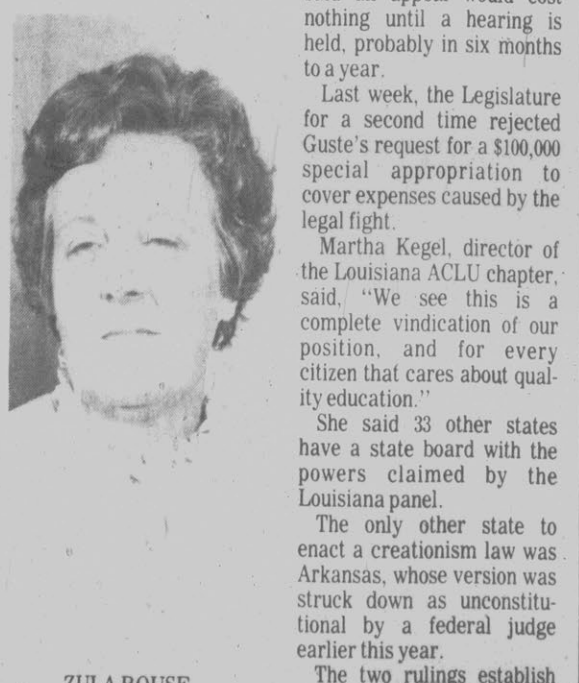 nothing until a hearing is
held, probably in six months
to a year.
Last week, the Legislature
for a second time rejected
Guste's request for a $100,000
special appropriation to
cover expenses caused by the
legal fight.
Martha Kegel, director of
the Louisiana ACLU chapter,
said, “We see this is a
complete vindication of our
position, and for every
citizen that cares about qual-
ity education.”
She said 33 other states
have a state board with the
powers claimed by the
Louisiana panel.
The only other state to
enact a creationism law was
Arkansas, whose version was
struck down as unconstitu-
tional by a federal judge
earlier this year.
The two rulings establish
ZULA ROUSE